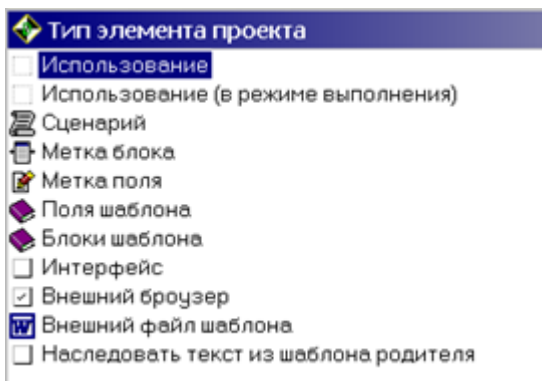 Тип элемента проекта
Использование
Использование (в режиме выполнения)
Сценарий
Метка блока
Метка поля
Поля шаблона
Блоки шаблона
Интерфейс
Внешний броузер
Внешний файл шаблона
Наследовать текст из шаблона родителя